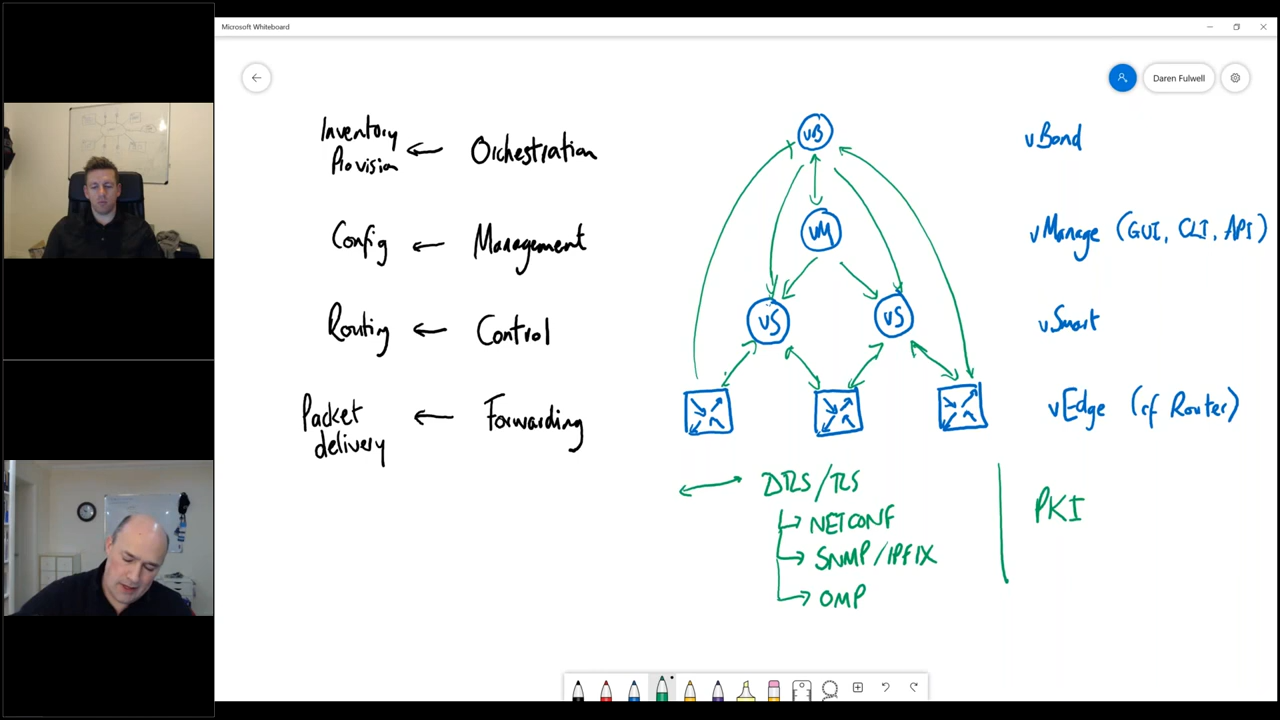 Microsoft Whiteboard
Daren Fulwell
Inventory
Provision
Orchestration
vB
vBond
Config
Management
vM
vManage (GUI, CLI, API)
Routing
Control
vS
vS
vSmart
Packet
delivery
Forwarding
vEdge (cf Router)
DTLS/TLS
NETCONF
SNMP/IPFIX
OMP
PKI